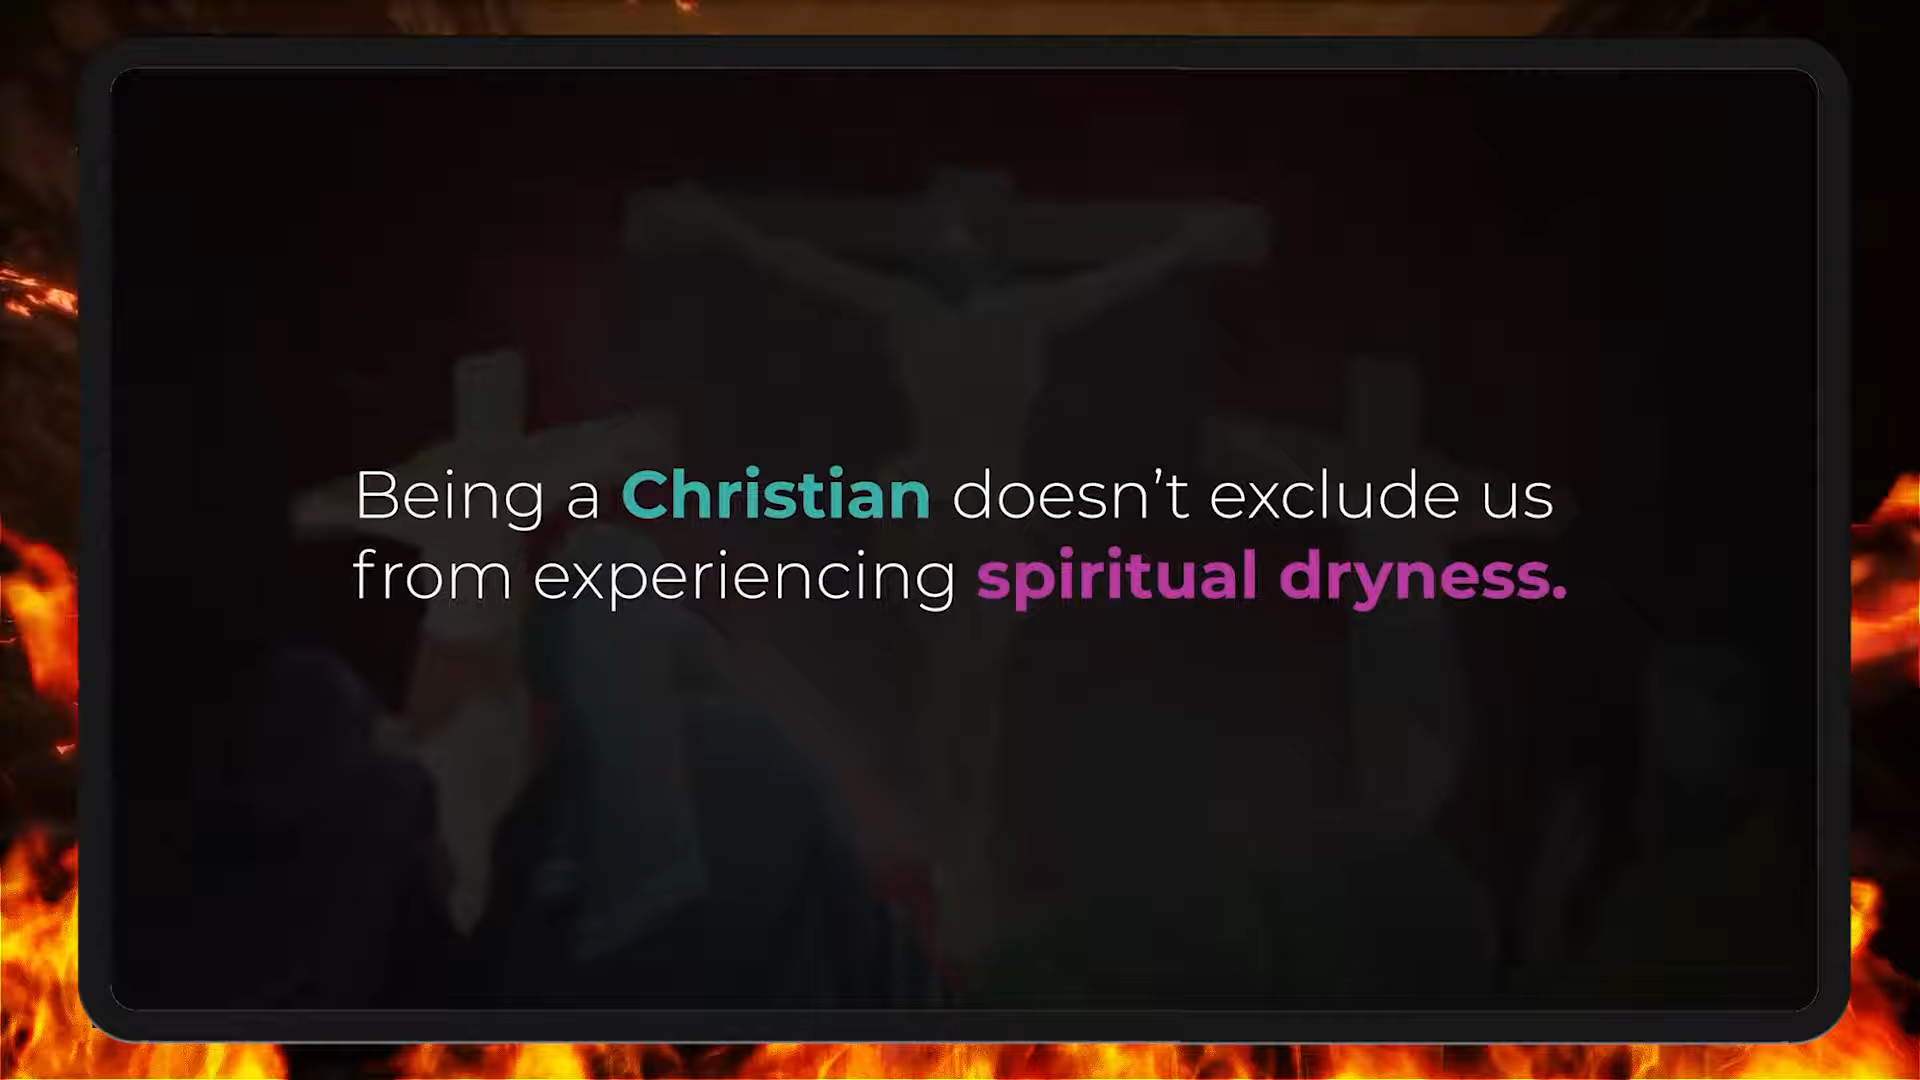 Being a Christian doesn’t exclude us
from experiencing spiritual dryness.